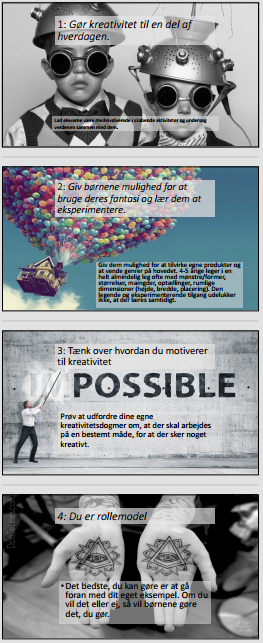 1: Gør kreativitet til en del af
hverdagen.
Lad eleverne være medinvolverende i skabende aktiviteter og undersøg
verdenen sammen med dem.
2: Giv børnene mulighed for at
bruge deres fantasi og lær dem at
eksperimentere.
Giv dem mulighed for at tilvirke egne produkter og
at vende genrer på hovedet. 4-5 årige leger i en
helt almindelig leg ofte med mønstre/former,
størrelser, mængder, optællinger, rumlige
dimensioner (højde, bredde, placering). Den
legende og eksperimenterende tilgang udelukker
ikke, at der læres samtidigt.
3: Tænk over hvordan du motiverer
til kreativitet
POSSIBLE
Prøv at udfordre dine egne
kreativitetsdogmer om, at der skal arbejdes
på en bestemt måde, for at der sker noget
kreativt.
4: Du er rollemodel
•Det bedste, du kan gøre er at gå
foran med dit eget eksempel. Om du
vil det eller ej, så vil børnene gøre
det, du gør.